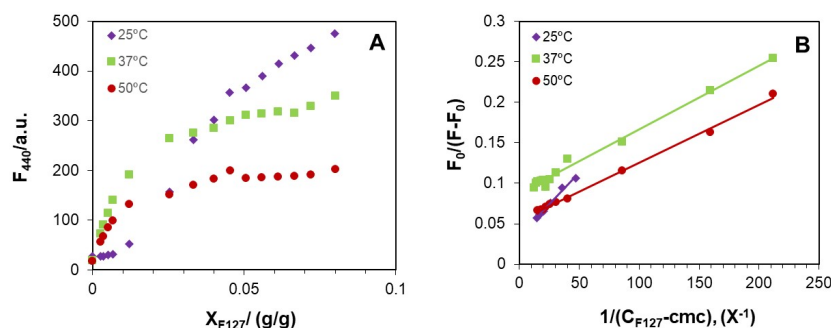 A
25ºC
37ºC
50ºC
F440/a.u.
500
400
300
200
100
0
0
0.05
0.1
XF127/ (g/g)
B
25ºC
37ºC
50ºC
F0/(F-F0)
0.3
0.25
0.2
0.15
0.1
0.05
0
0
50
100
150
200
250
1/(CF127-cmc), (X-1)